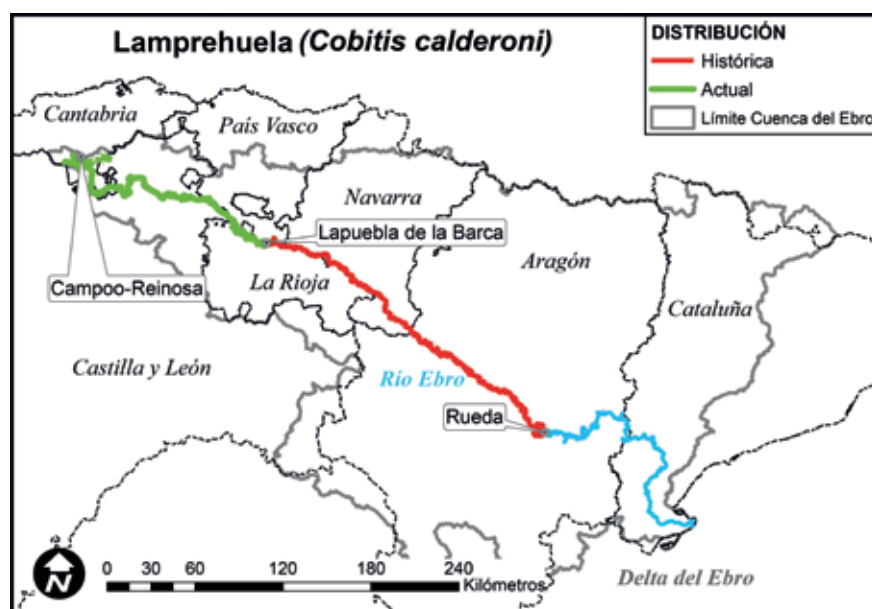 Lamprehuela (Cobitis calderoni)
DISTRIBUCIÓN
Histórica
Actual
Límite Cuenca del Ebro
Cantabria
País Vasco
Navarra
Lapuebla de la Barca
Campoo-Reinosa
La Rioja
Aragón
Cataluña
Castilla y León
Río Ebro
Rueda
N
0 15 30 60 120 180 240
Kilómetros
Delta del Ebro